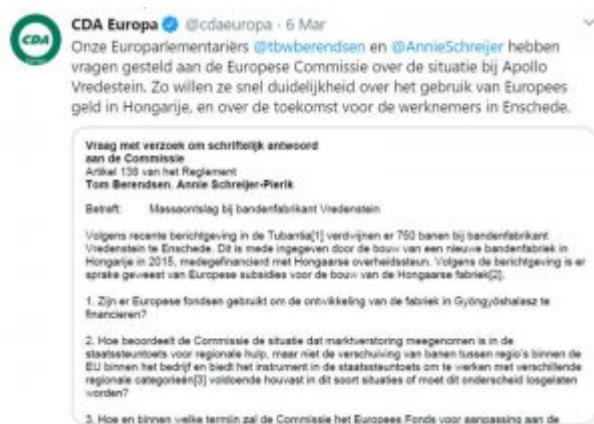 CDA Europa @cdaeuropa · 6 Mar
CDA
Onze Europarlementariërs @tbwberendsen en @AnnieSchreijer hebben
vragen gesteld aan de Europese Commissie over de situatie bij Apollo
Vredestein. Zo willen ze snel duidelijkheid over het gebruik van Europees
geld in Hongarije, en over de toekomst voor de werknemers in Enschede.
Vraag met verzoek om schriftelijk antwoord
aan de Commissie
Artikel 138 van het Reglement
Tom Berendsen, Annie Schreijer-Pierik
Betreft: Massaontslag bij bandenfabrikant Vredenstein
Volgens recente berichtgeving in de Tubantia[1] verdwijnen er 750 banen bij bandenfabrikant
Vredenstein te Enschede. Dit is mede ingegeven door de bouw van een nieuwe bandenfabriek in
Hongarije in 2015, medegefinancierd met Hongaarse overheidssteun. Volgens de berichtgeving is er
sprake geweest van Europese subsidies voor de bouw van de Hongaarse fabriek[2].
1. Zijn er Europese fondsen gebruikt om de ontwikkeling van de fabriek in Gyöngyöshalasz te
financieren?
2. Hoe beoordeelt de Commissie de situatie dat marktverstoring meegenomen is in de
staatssteuntoets voor regionale hulp, maar niet de verschuiving van banen tussen regio's binnen de
EU binnen het bedrijf en biedt het instrument in de staatssteuntoets om te werken met verschillende
regionale categorieën[3] voldoende houvast in dit soort situaties of moet dit onderscheid losgelaten
worden?
3. Hoe en binnen welke termijn zal de Commissie het Europees Fonds voor aanpassing aan de